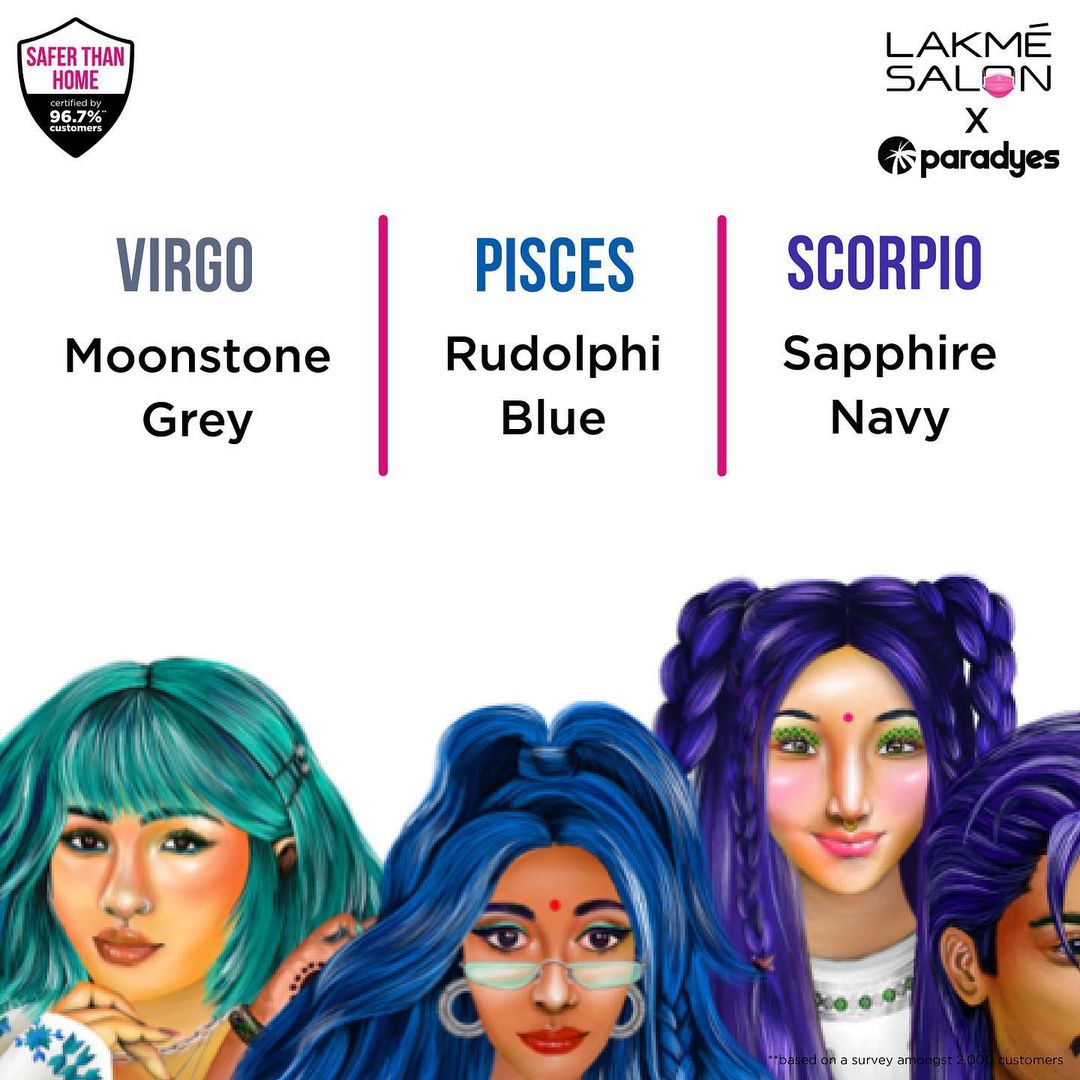 SAFER THAN
HOME
certified by
96.7%**
customers
LAKMÉ
SALON
X
paradyes
VIRGO
Moonstone
Grey
PISCES
Rudolphi
Blue
SCORPIO
Sapphire
Navy
**based on a survey amongst 2,000 customers